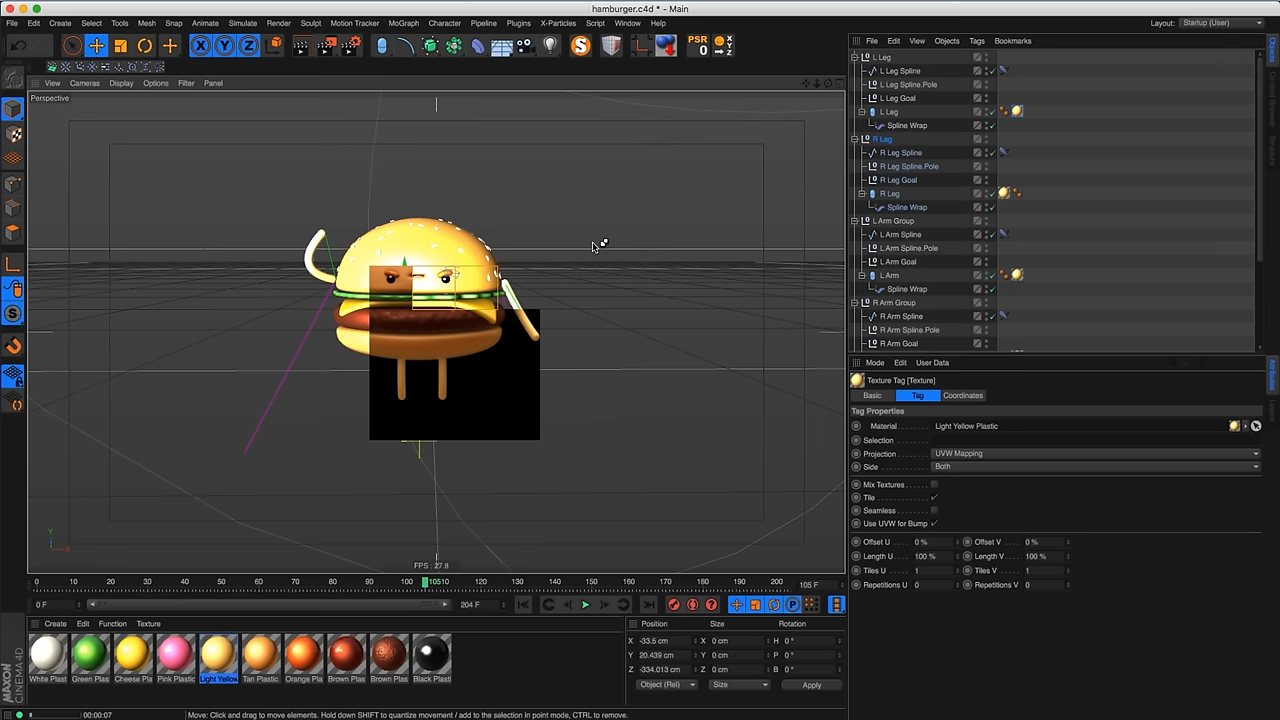 hamburger.c4d * - Main
File Edit Create Select Tools Mesh Snap Animate Simulate Render Sculpt Motion Tracker MoGraph Character Pipeline Plugins X-Particles Script Window Help
Layout: Startup (User)
PSR
0
File Edit View Objects Tags Bookmarks
View Cameras Display Options Filter Panel
Perspective
L Leg
L Leg Spline
L Leg Spline.Pole
L Leg Goal
L Leg
Spline Wrap
R Leg
R Leg Spline
R Leg Spline.Pole
R Leg Goal
R Leg
Spline Wrap
L Arm Group
L Arm Spline
L Arm Spline.Pole
L Arm Goal
L Arm
Spline Wrap
R Arm Group
R Arm Spline
R Arm Spline.Pole
R Arm Goal
Mode Edit User Data
Texture Tag [Texture]
Basic Tag Coordinates
Tag Properties
Material Light Yellow Plastic
Selection
Projection UVW Mapping
Side Both
Mix Textures
Tile
Seamless
Use UVW for Bump
Offset U 0 % Offset V 0 %
Length U 100 % Length V 100 %
Tiles U 1 Tiles V 1
Repetitions U 0 Repetitions V 0
FPS : 27.8
0 10 20 30 40 50 60 70 80 90 100 105 110 120 130 140 150 160 170 180 190 200 105 F
0 F 204 F
Create Edit Function Texture
White Plast Green Plas Cheese Pla Pink Plastic Light Yellow Tan Plastic Orange Pla Brown Plas Brown Plas Black Plasti
Position Size Rotation
X -33.5 cm X 0 cm H 0 °
Y 20.439 cm Y 0 cm P 0 °
Z -334.013 cm Z 0 cm B 0 °
Object (Rel) Size Apply
MAXON CINEMA 4D
00:00:07 Move: Click and drag to move elements. Hold down SHIFT to quantize movement / add to the selection in point mode, CTRL to remove.